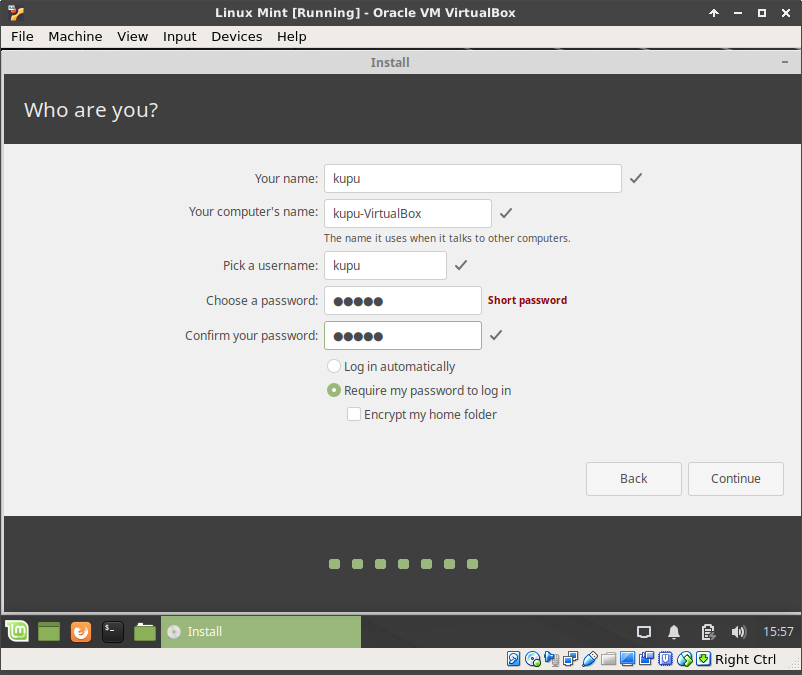 Linux Mint [Running] - Oracle VM VirtualBox
File Machine View Input Devices Help
Install
Who are you?
Your name: kupu
Your computer's name: kupu-VirtualBox
The name it uses when it talks to other computers.
Pick a username: kupu
Choose a password: ●●●●● Short password
Confirm your password: ●●●●●
Log in automatically
Require my password to log in
Encrypt my home folder
Back Continue
Install 15:57
Right Ctrl